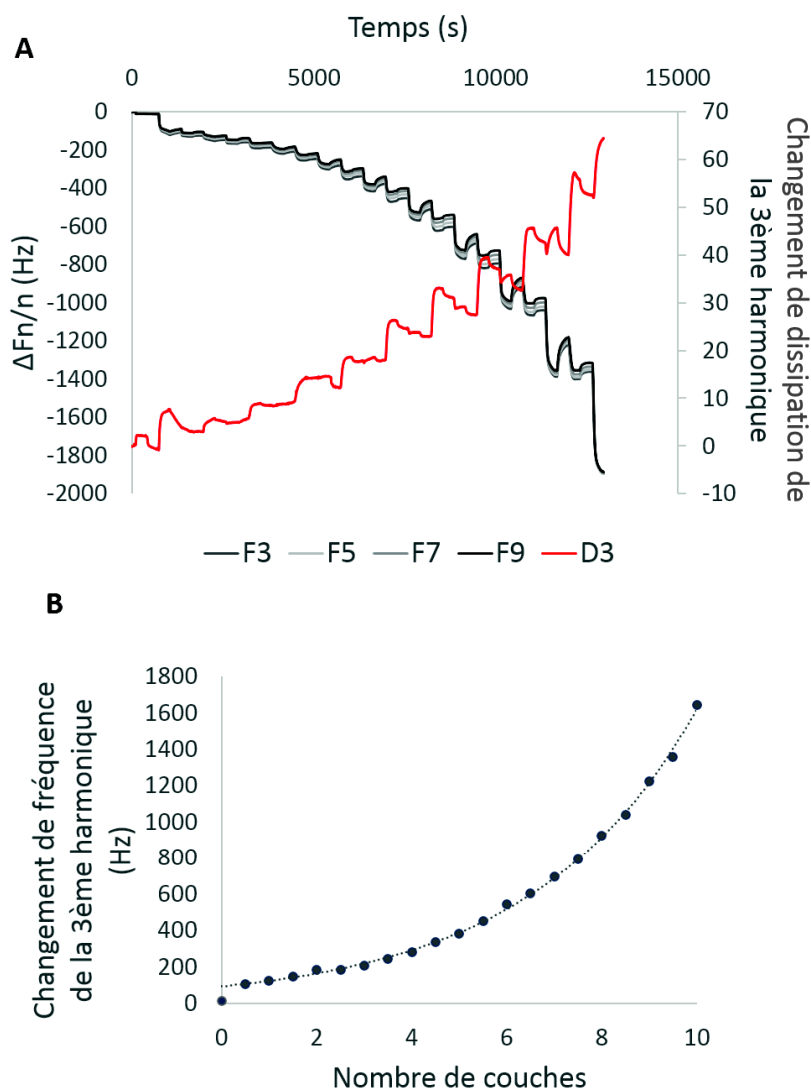 A
Temps (s)
0 5000 10000 15000
0
-200
-400
-600
-800
-1000
-1200
-1400
-1600
-1800
-2000
ΔFn/n (Hz)
70
60
50
40
30
20
10
0
-10
Changement de dissipation de
la 3ème harmonique
F3 F5 F7 F9 D3
B
Changement de fréquence
de la 3ème harmonique
(Hz)
1800
1600
1400
1200
1000
800
600
400
200
0
0 2 4 6 8 10
Nombre de couches